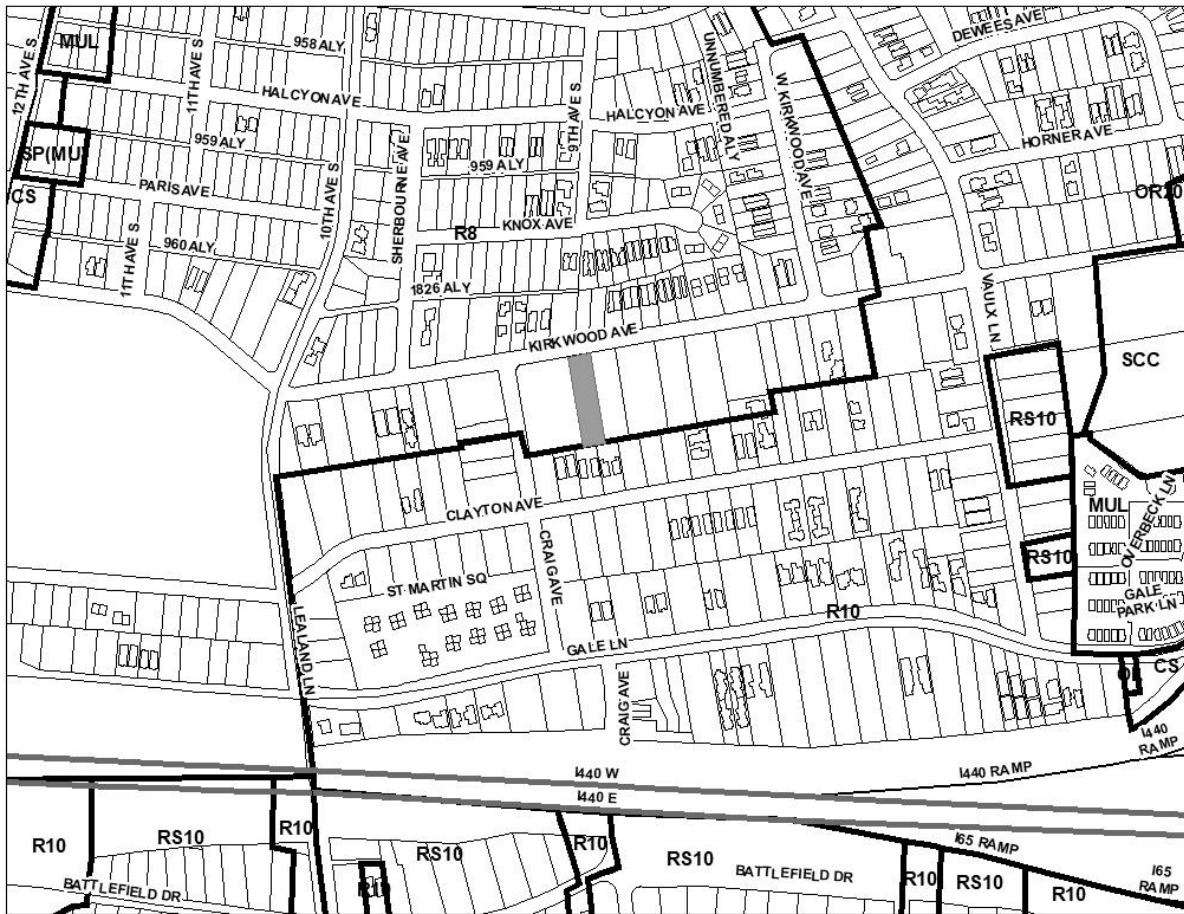 DEWEES AVE
MUL
958 ALY
11TH AVE S
12TH AVE S
UNNUMBERED ALY
W KIRKWOOD AVE
HALCYON AVE
HALCYON AVE
9TH AVE S
HORNER AVE
959 ALY
959 ALY
SHERBOURNE AVE
SP(MU
CS
PARIS AVE
10TH AVE S
OR20
KNOX AVE
R8
960 ALY
11TH AVE S
1826 ALY
VAUX LN
KIRKWOOD AVE
SCC
RS10
CLAYTON AVE
MUL
OVERBECK LN
CRAIG AVE
RS10
ST MARTIN SQ
GALE
PARK LN
R10
LEALAND LN
GALE LN
CS
CRAIG AVE
I440
RAMP
I440 W
I440 RAMP
I440 E
R10
RS10
R10
RS10
R10
RS10
I65 RAMP
BATTLEFIELD DR
R10
BATTLEFIELD DR
R10
RS10
R10
I65
RAMP